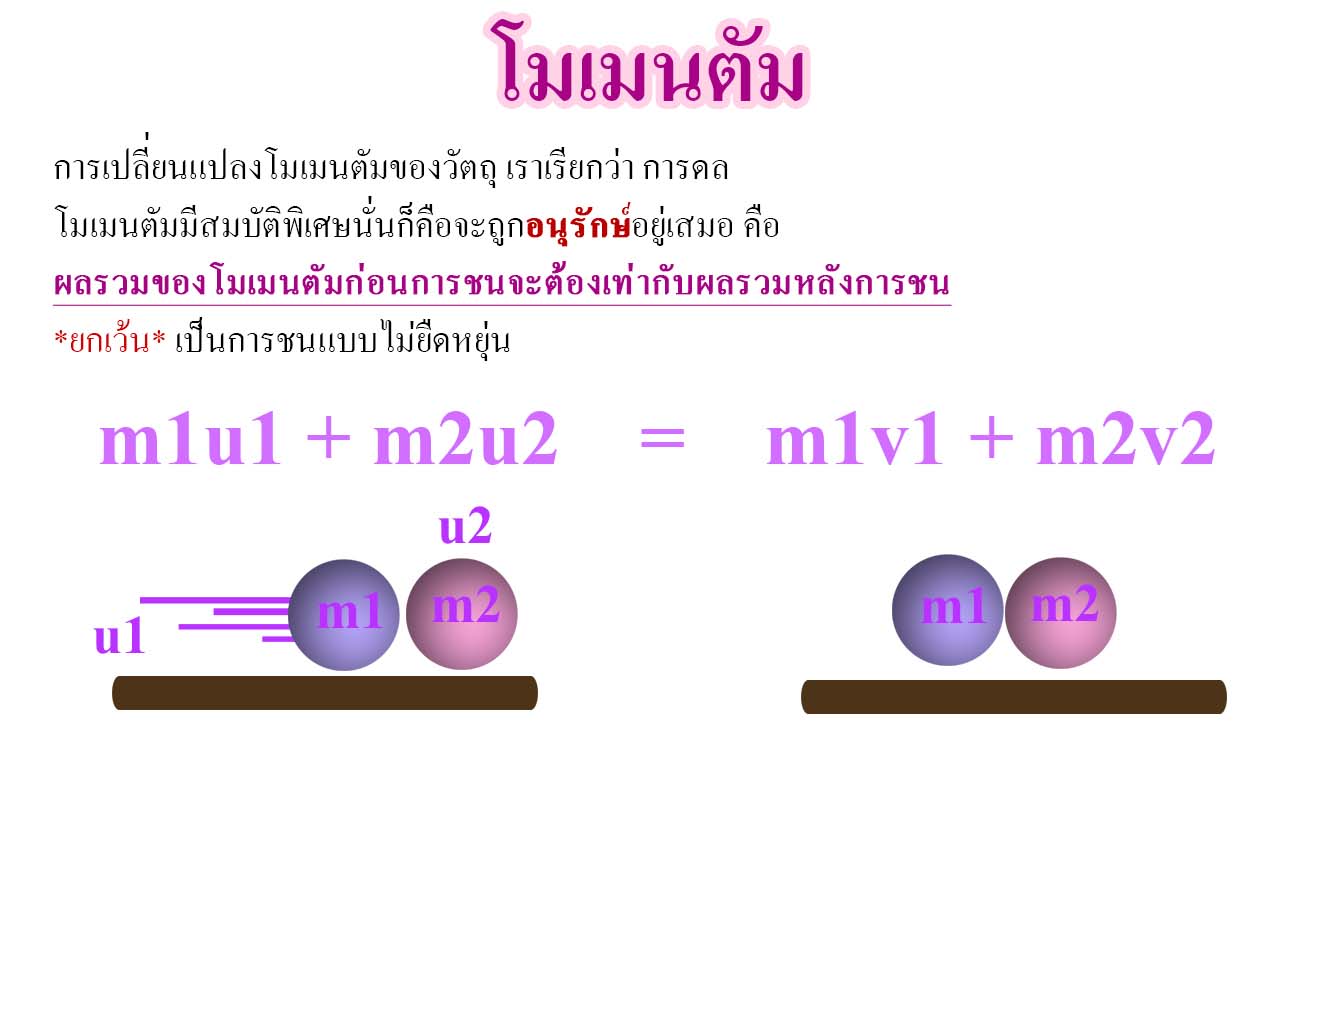 โมเมนตัม
การเปลี่ยนแปลงโมเมนตัมของวัตถุ เราเรียกว่า การดล
โมเมนตัมมีสมบัติพิเศษนั่นก็คือจะถูกอนุรักษ์อยู่เสมอ คือ
ผลรวมของโมเมนตัมก่อนการชนจะต้องเท่ากับผลรวมหลังการชน
*ยกเว้น* เป็นการชนแบบไม่ยืดหยุ่น
m1u1 + m2u2 = m1v1 + m2v2
u2
u1 m1 m2 m1 m2